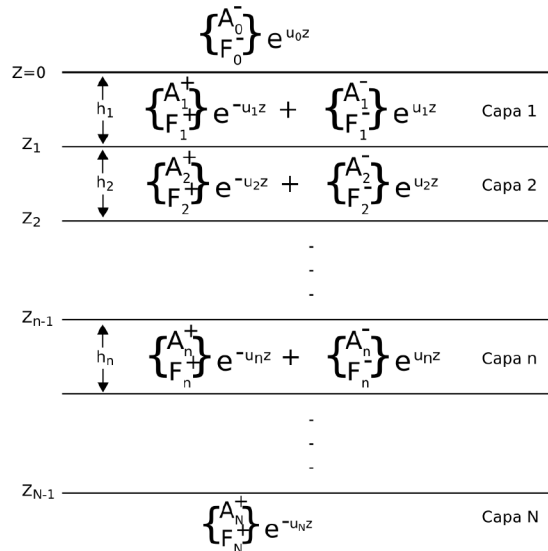 {A₀⁻ F₀⁻} e^u₀z
Z=0
h₁ {A₁⁺ F₁⁺} e^-u₁z + {A₁⁻ F₁⁻} e^u₁z Capa 1
Z₁
h₂ {A₂⁺ F₂⁺} e^-u₂z + {A₂⁻ F₂⁻} e^u₂z Capa 2
Z₂
Zn-1
hn {An⁺ Fn⁺} e^-unz + {An⁻ Fn⁻} e^unz Capa n
ZN-1
{AN⁺ FN⁺} e^-uNz Capa N